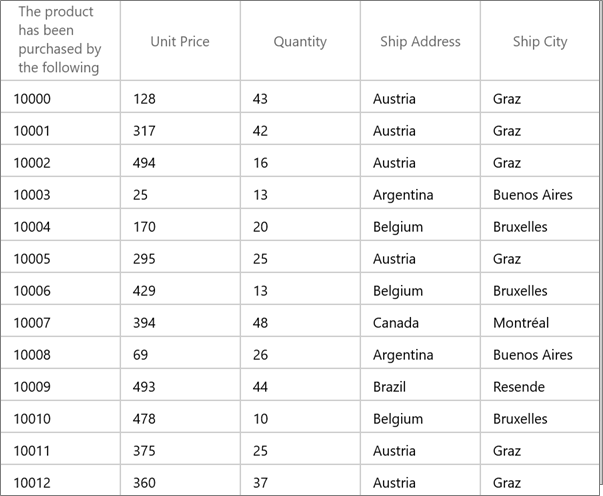 The product has been purchased by the following Unit Price Quantity Ship Address Ship City
10000 128 43 Austria Graz
10001 317 42 Austria Graz
10002 494 16 Austria Graz
10003 25 13 Argentina Buenos Aires
10004 170 20 Belgium Bruxelles
10005 295 25 Austria Graz
10006 429 13 Belgium Bruxelles
10007 394 48 Canada Montréal
10008 69 26 Argentina Buenos Aires
10009 493 44 Brazil Resende
10010 478 10 Belgium Bruxelles
10011 375 25 Austria Graz
10012 360 37 Austria Graz